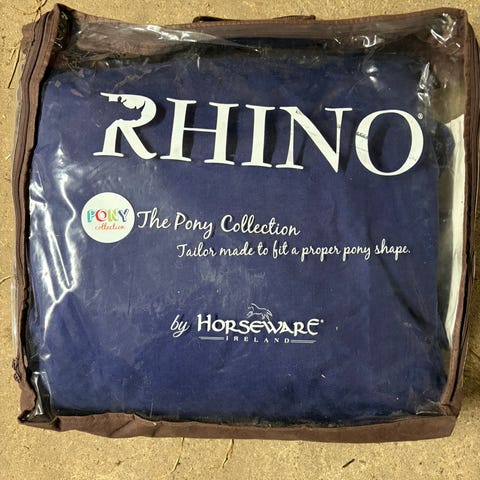 RHINO®
PONY
collection
The Pony Collection
Tailor made to fit a proper pony shape.
by HORSEWARE®
IRELAND